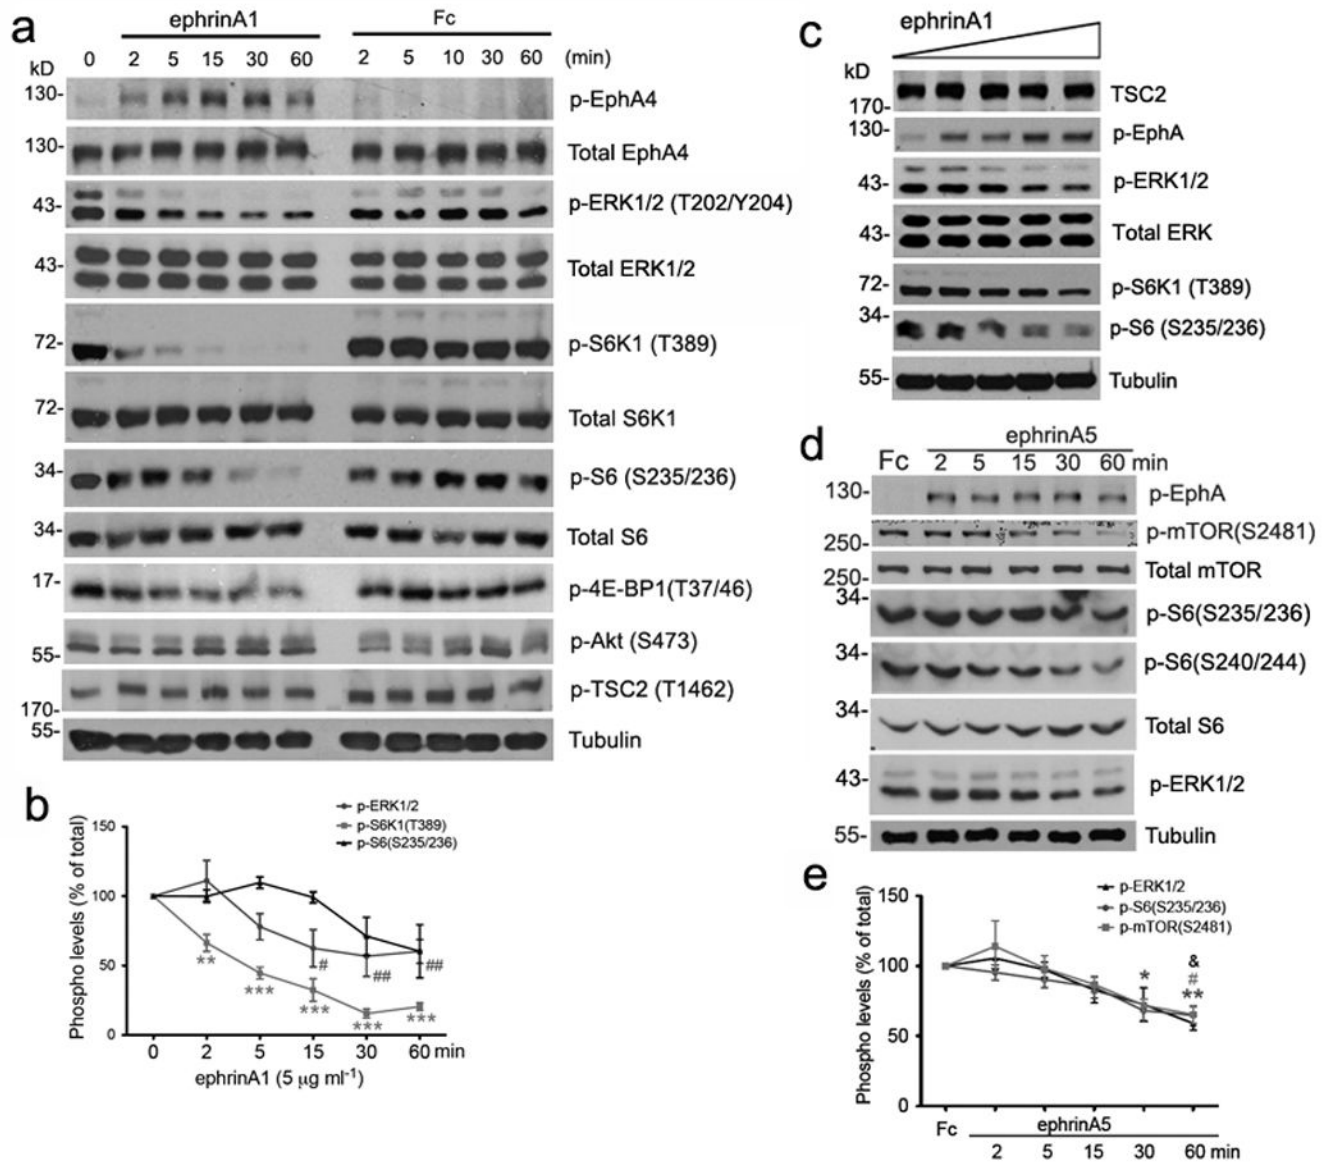 a
ephrinA1 Fc
0 2 5 15 30 60 2 5 10 30 60 (min)
kD
130- p-EphA4
130- Total EphA4
43- p-ERK1/2 (T202/Y204)
43- Total ERK1/2
72- p-S6K1 (T389)
72- Total S6K1
34- p-S6 (S235/236)
34- Total S6
17- p-4E-BP1(T37/46)
55- p-Akt (S473)
170- p-TSC2 (T1462)
55- Tubulin
b
p-ERK1/2
p-S6K1(T389)
p-S6(S235/236)
Phospho levels (% of total)
150
100
50
0
** *** *** *** ***
# ## ##
0 2 5 15 30 60 min
ephrinA1 (5 µg ml⁻¹)
c
ephrinA1
kD
170- TSC2
130- p-EphA
43- p-ERK1/2
43- Total ERK
72- p-S6K1 (T389)
34- p-S6 (S235/236)
55- Tubulin
d
ephrinA5
Fc 2 5 15 30 60 min
130- p-EphA
250- p-mTOR(S2481)
250- Total mTOR
34- p-S6(S235/236)
34- p-S6(S240/244)
34- Total S6
43- p-ERK1/2
55- Tubulin
e
p-ERK1/2
p-S6(S235/236)
p-mTOR(S2481)
Phospho levels (% of total)
150
100
50
0
*
&
#
**
Fc ephrinA5
2 5 15 30 60 min